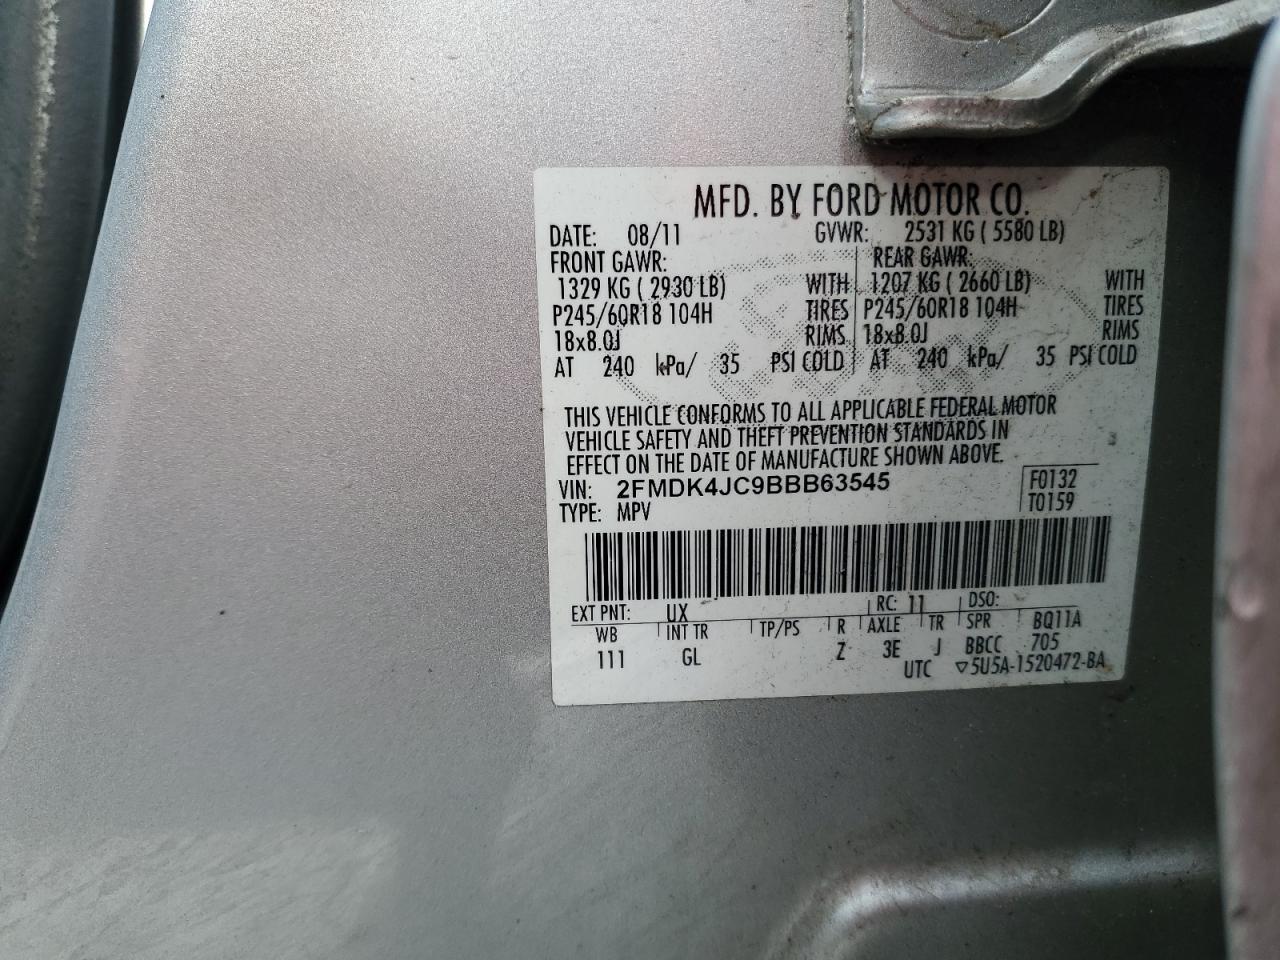 MFD. BY FORD MOTOR CO.
DATE: 08/11 GVWR: 2531 KG ( 5580 LB)
FRONT GAWR: REAR GAWR:
1329 KG ( 2930 LB) WITH 1207 KG ( 2660 LB) WITH
P245/60R18 104H TIRES P245/60R18 104H TIRES
18x8.0J RIMS 18x8.0J RIMS
AT 240 kPa/ 35 PSI COLD AT 240 kPa/ 35 PSI COLD
THIS VEHICLE CONFORMS TO ALL APPLICABLE FEDERAL MOTOR
VEHICLE SAFETY AND THEFT PREVENTION STANDARDS IN
EFFECT ON THE DATE OF MANUFACTURE SHOWN ABOVE.
VIN: 2FMDK4JC9BBB63545 F0132
TYPE: MPV T0159
EXT PNT: UX RC: 11 DSO:
WB INT TR TP/PS R AXLE TR SPR BQ11A
111 GL Z 3E J BBCC 705
UTC ▽5U5A-1520472-BA